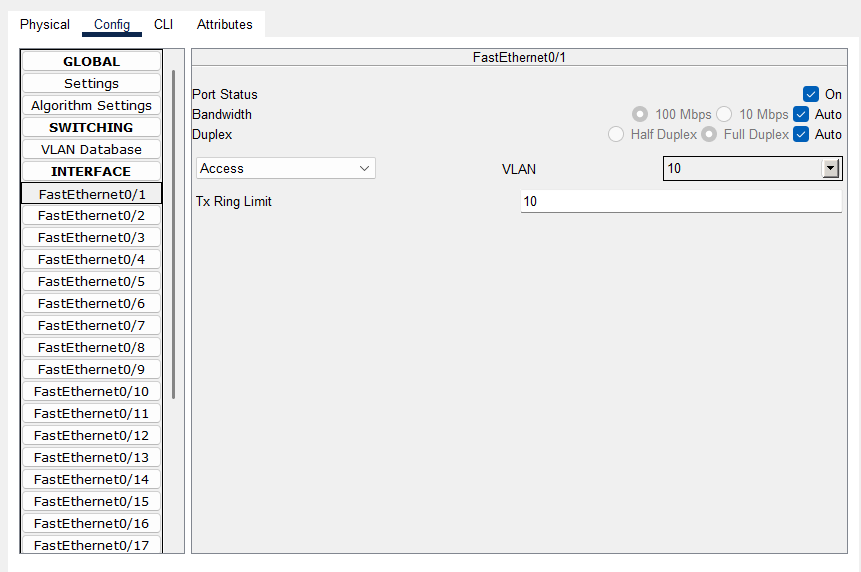 Physical Config CLI Attributes
GLOBAL
Settings
Algorithm Settings
SWITCHING
VLAN Database
INTERFACE
FastEthernet0/1
FastEthernet0/2
FastEthernet0/3
FastEthernet0/4
FastEthernet0/5
FastEthernet0/6
FastEthernet0/7
FastEthernet0/8
FastEthernet0/9
FastEthernet0/10
FastEthernet0/11
FastEthernet0/12
FastEthernet0/13
FastEthernet0/14
FastEthernet0/15
FastEthernet0/16
FastEthernet0/17
FastEthernet0/1
Port Status On
Bandwidth 100 Mbps 10 Mbps Auto
Duplex Half Duplex Full Duplex Auto
Access VLAN 10
Tx Ring Limit 10